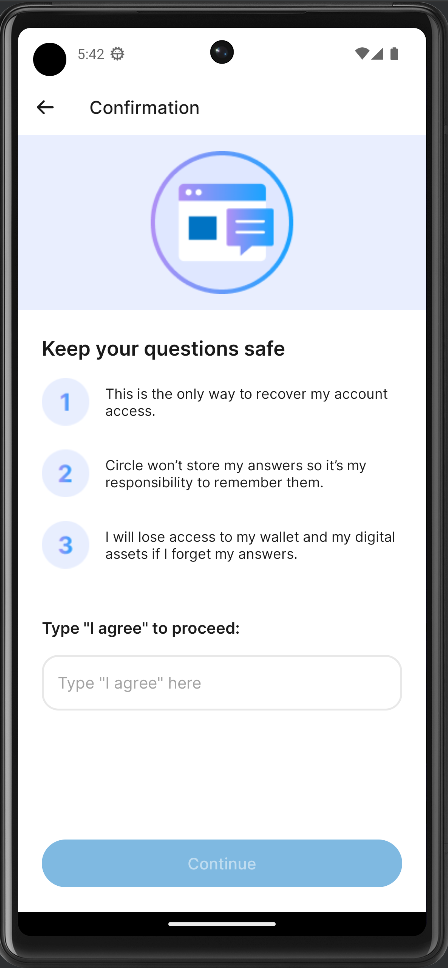 5:42
Confirmation
Keep your questions safe
1
This is the only way to recover my account
access.
2
Circle won't store my answers so it's my
responsibility to remember them.
3
I will lose access to my wallet and my digital
assets if I forget my answers.
Type "I agree" to proceed:
Type "I agree" here
Continue